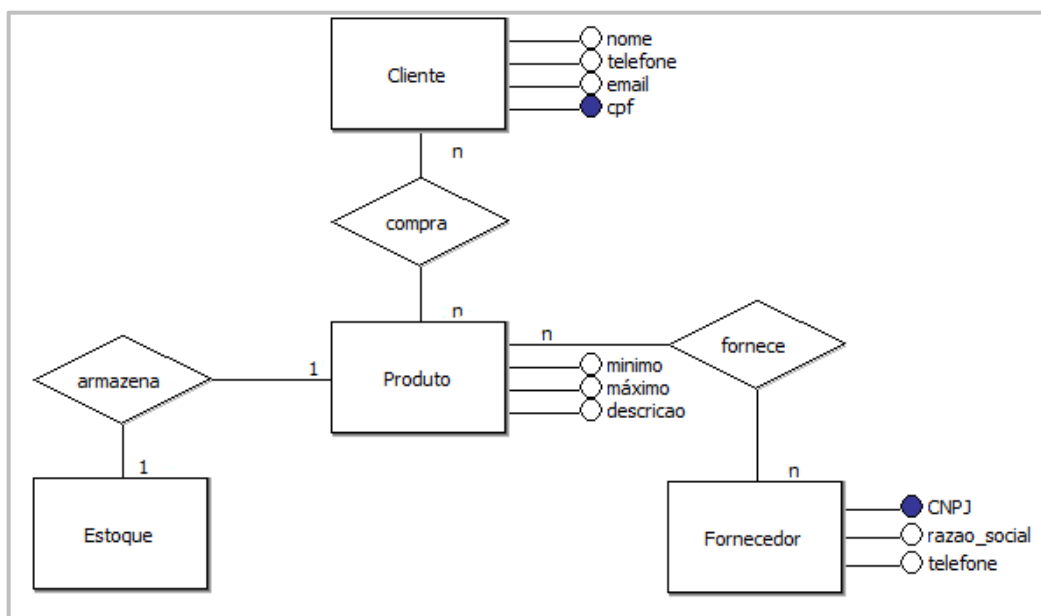 nome
telefone
Cliente
email
cpf
n
compra
n
n
fornece
1
Produto
minimo
armazena
máximo
descricao
1
n
CNPJ
Estoque
Fornecedor
razao_social
telefone